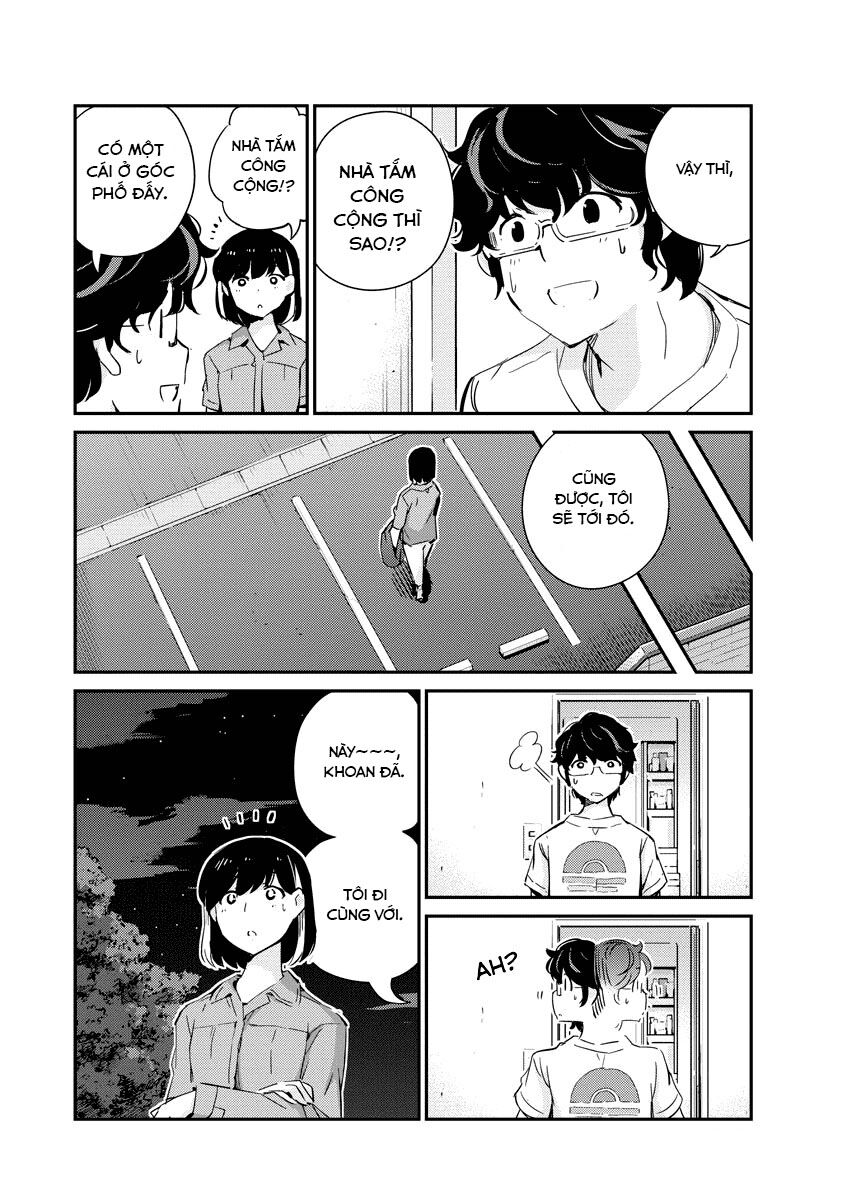 VẬY THÌ,
NHÀ TẮM
CÔNG
CỘNG THÌ
SAO!?
NHÀ TẮM
CÔNG
CỘNG!?
CÓ MỘT
CÁI Ở GÓC
PHỐ ĐẤY.
CŨNG
ĐƯỢC, TÔI
SẼ TỚI ĐÓ.
AH?
NÀY~~~,
KHOAN ĐÃ.
TÔI ĐI
CÙNG VỚI.